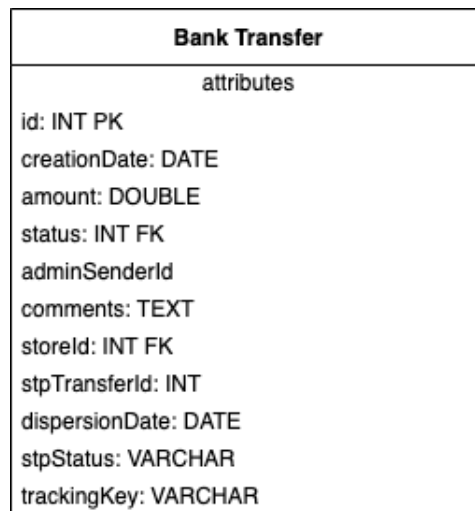 Bank Transfer
attributes
id: INT PK
creationDate: DATE
amount: DOUBLE
status: INT FK
adminSenderId
comments: TEXT
storeId: INT FK
stpTransferId: INT
dispersionDate: DATE
stpStatus: VARCHAR
trackingKey: VARCHAR